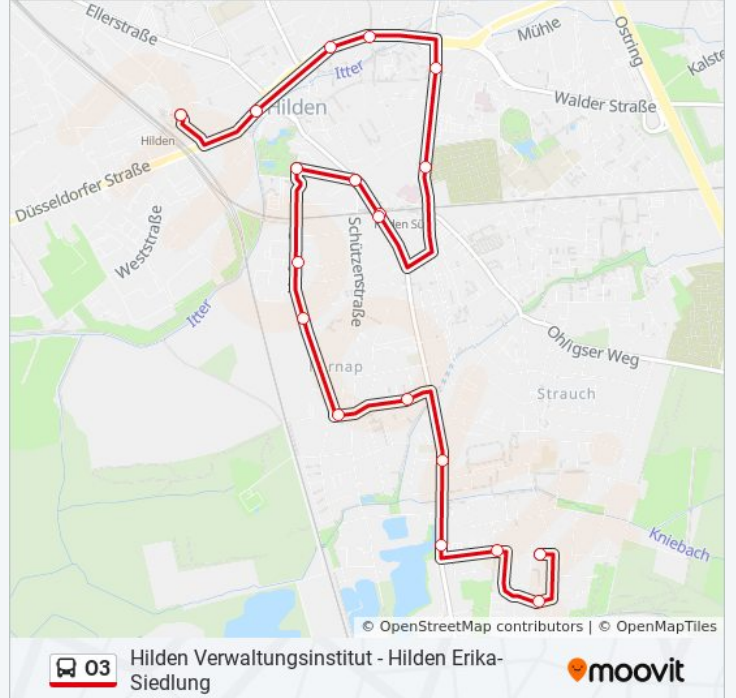 Ellerstraße
Mühle
Ostring
Kalste
Itter
Walder Straße
Hilden
Hilden
Düsseldorfer Straße
Weststraße
Schützenstraße
Itter
Ohligser Weg
Strauch
Kniebach
© OpenStreetMap contributors | © OpenMapTiles
03
Hilden Verwaltungsinstitut - Hilden Erika-
Siedlung
moovit